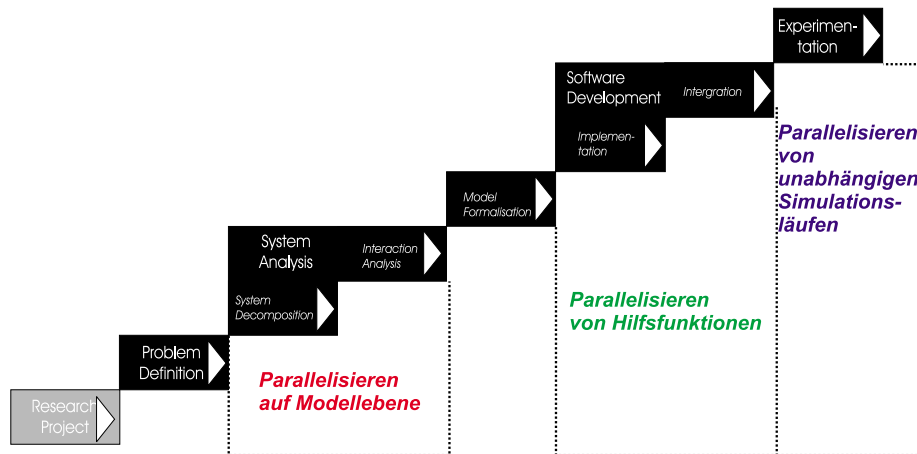 Experimen-
tation
Software
Development
Intergration
Implemen-
tation
Parallelisieren
von
unabhängigen
Simulations-
läufen
Model
Formalisation
System
Analysis
Interaction
Analysis
System
Decomposition
Parallelisieren
von Hilfsfunktionen
Problem
Definition
Parallelisieren
auf Modellebene
Research
Project